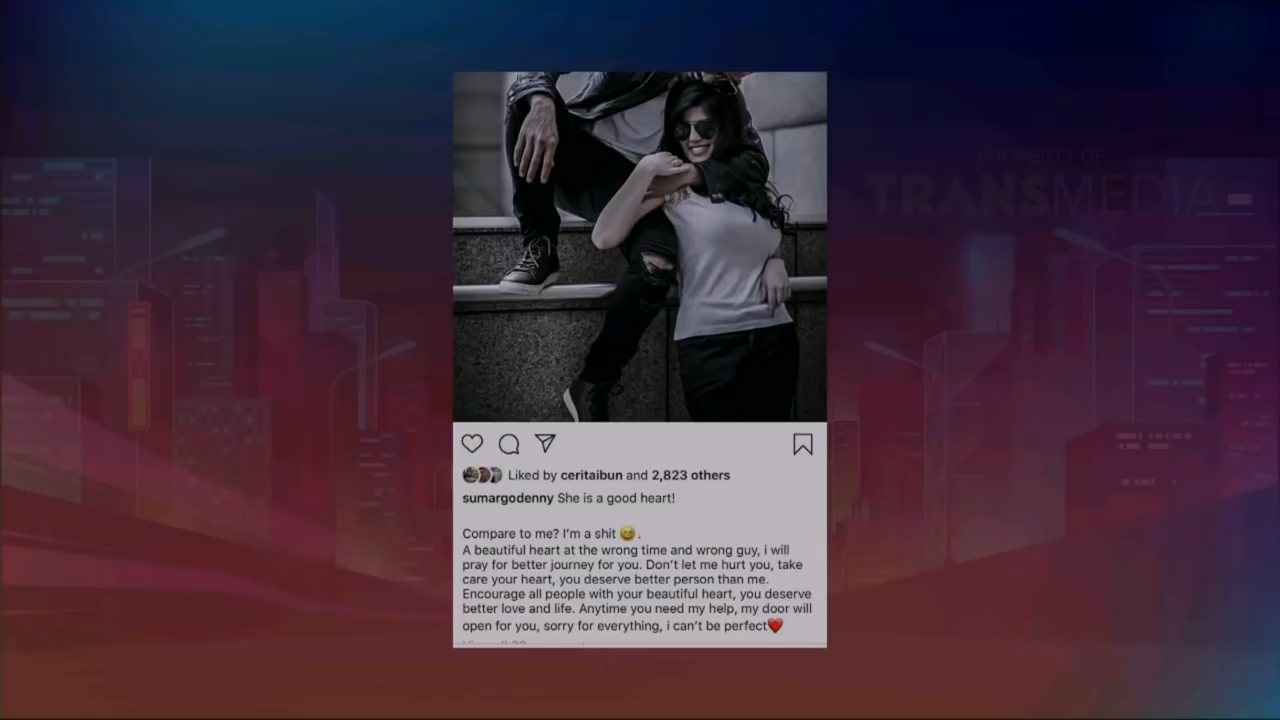 PROPERTY OF
TRANSMEDIA
Liked by ceritaibun and 2,823 others
sumargodenny She is a good heart!
Compare to me? I'm a shit 😅 .
A beautiful heart at the wrong time and wrong guy, i will
pray for better journey for you. Don't let me hurt you, take
care your heart, you deserve better person than me.
Encourage all people with your beautiful heart, you deserve
better love and life. Anytime you need my help, my door will
open for you, sorry for everything, i can't be perfect❤️